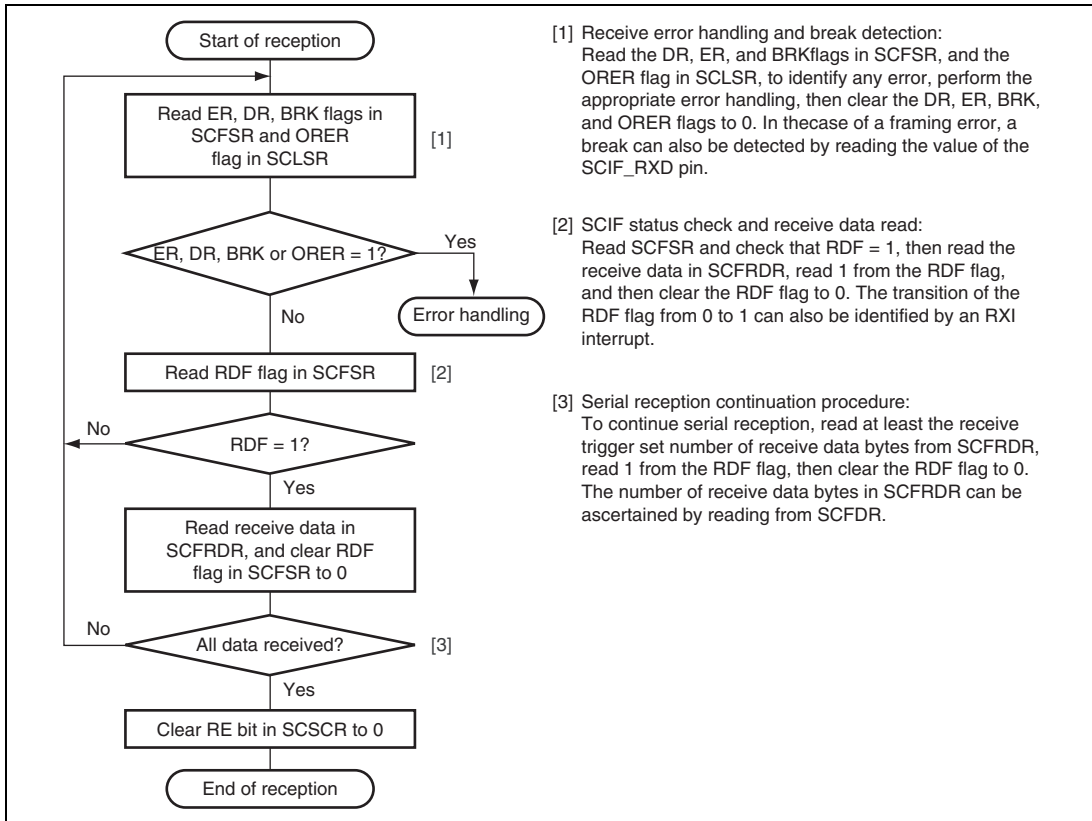 Start of reception
Read ER, DR, BRK flags in
SCFSR and ORER
flag in SCLSR
[1]
ER, DR, BRK or ORER = 1?
Yes
Error handling
No
Read RDF flag in SCFSR
[2]
No
RDF = 1?
Yes
Read receive data in
SCFRDR, and clear RDF
flag in SCFSR to 0
No
All data received?
[3]
Yes
Clear RE bit in SCSCR to 0
End of reception
[1] Receive error handling and break detection:
Read the DR, ER, and BRKflags in SCFSR, and the
ORER flag in SCLSR, to identify any error, perform the
appropriate error handling, then clear the DR, ER, BRK,
and ORER flags to 0. In thecase of a framing error, a
break can also be detected by reading the value of the
SCIF_RXD pin.
[2] SCIF status check and receive data read:
Read SCFSR and check that RDF = 1, then read the
receive data in SCFRDR, read 1 from the RDF flag,
and then clear the RDF flag to 0. The transition of the
RDF flag from 0 to 1 can also be identified by an RXI
interrupt.
[3] Serial reception continuation procedure:
To continue serial reception, read at least the receive
trigger set number of receive data bytes from SCFRDR,
read 1 from the RDF flag, then clear the RDF flag to 0.
The number of receive data bytes in SCFRDR can be
ascertained by reading from SCFDR.